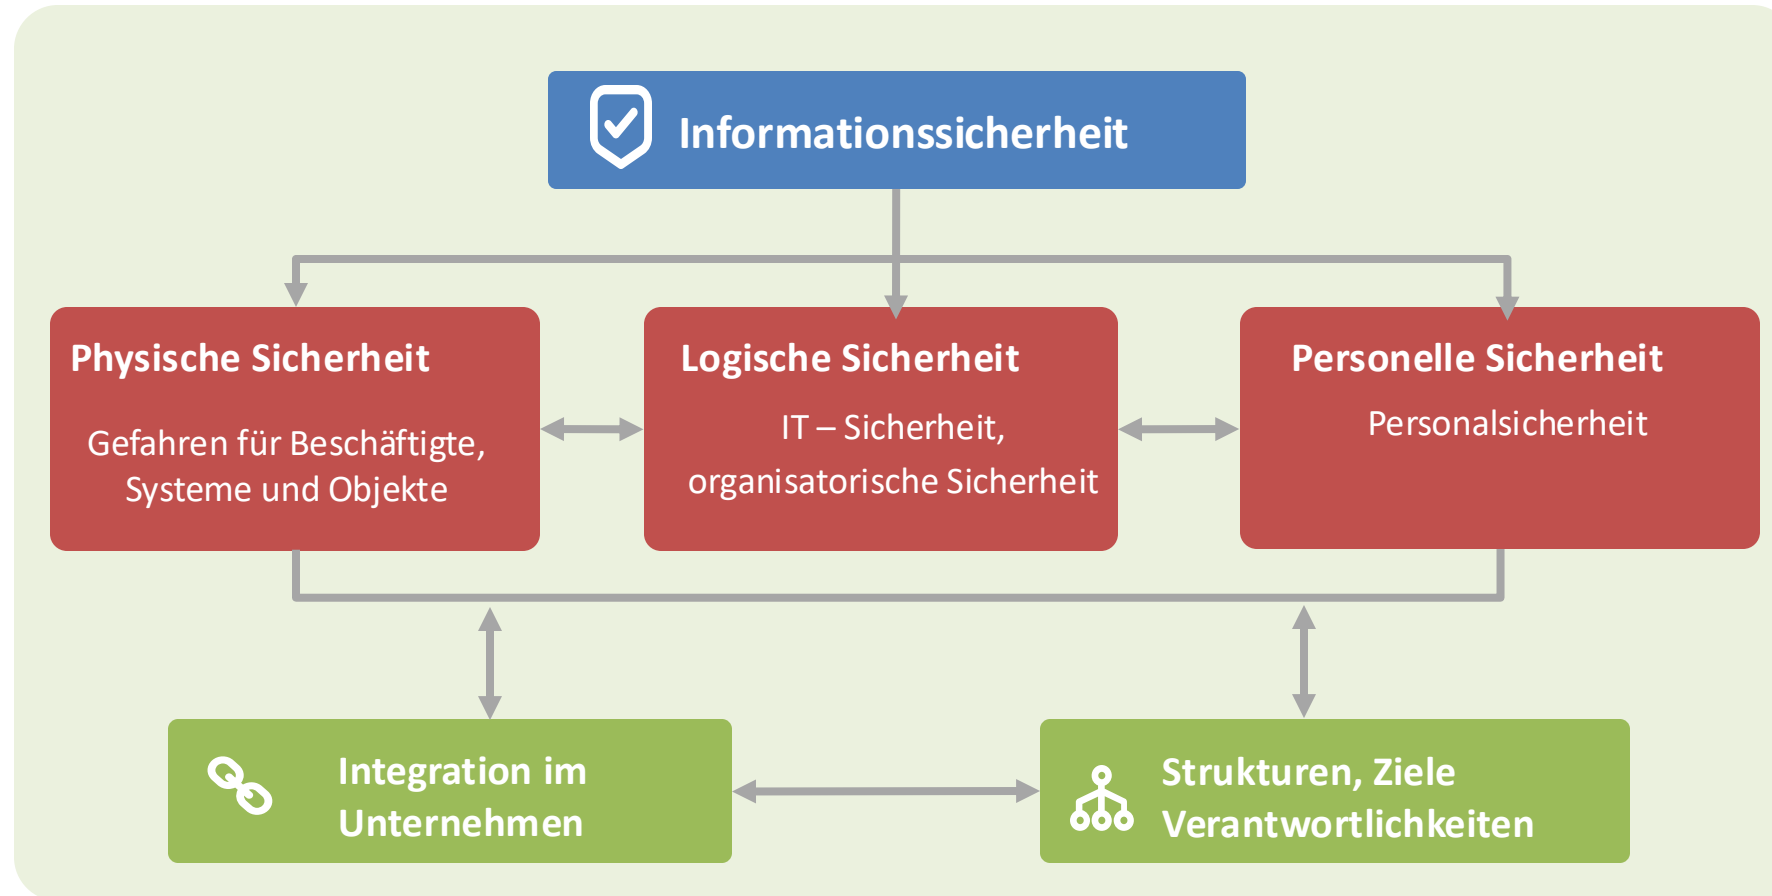 Informationssicherheit
Physische Sicherheit
Gefahren für Beschäftigte,
Systeme und Objekte
Logische Sicherheit
IT – Sicherheit,
organisatorische Sicherheit
Personelle Sicherheit
Personalsicherheit
Integration im
Unternehmen
Strukturen, Ziele
Verantwortlichkeiten